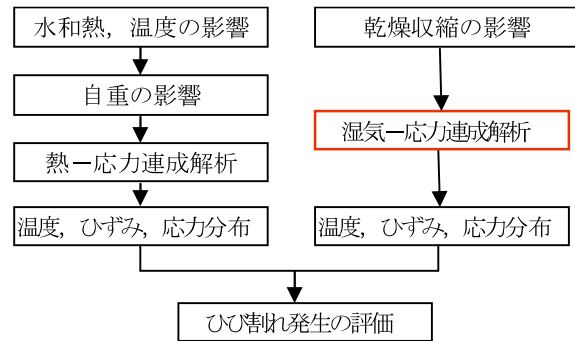 水和熱，温度の影響
乾燥収縮の影響
自重の影響
湿気－応力連成解析
熱－応力連成解析
温度，ひずみ，応力分布
温度，ひずみ，応力分布
ひび割れ発生の評価